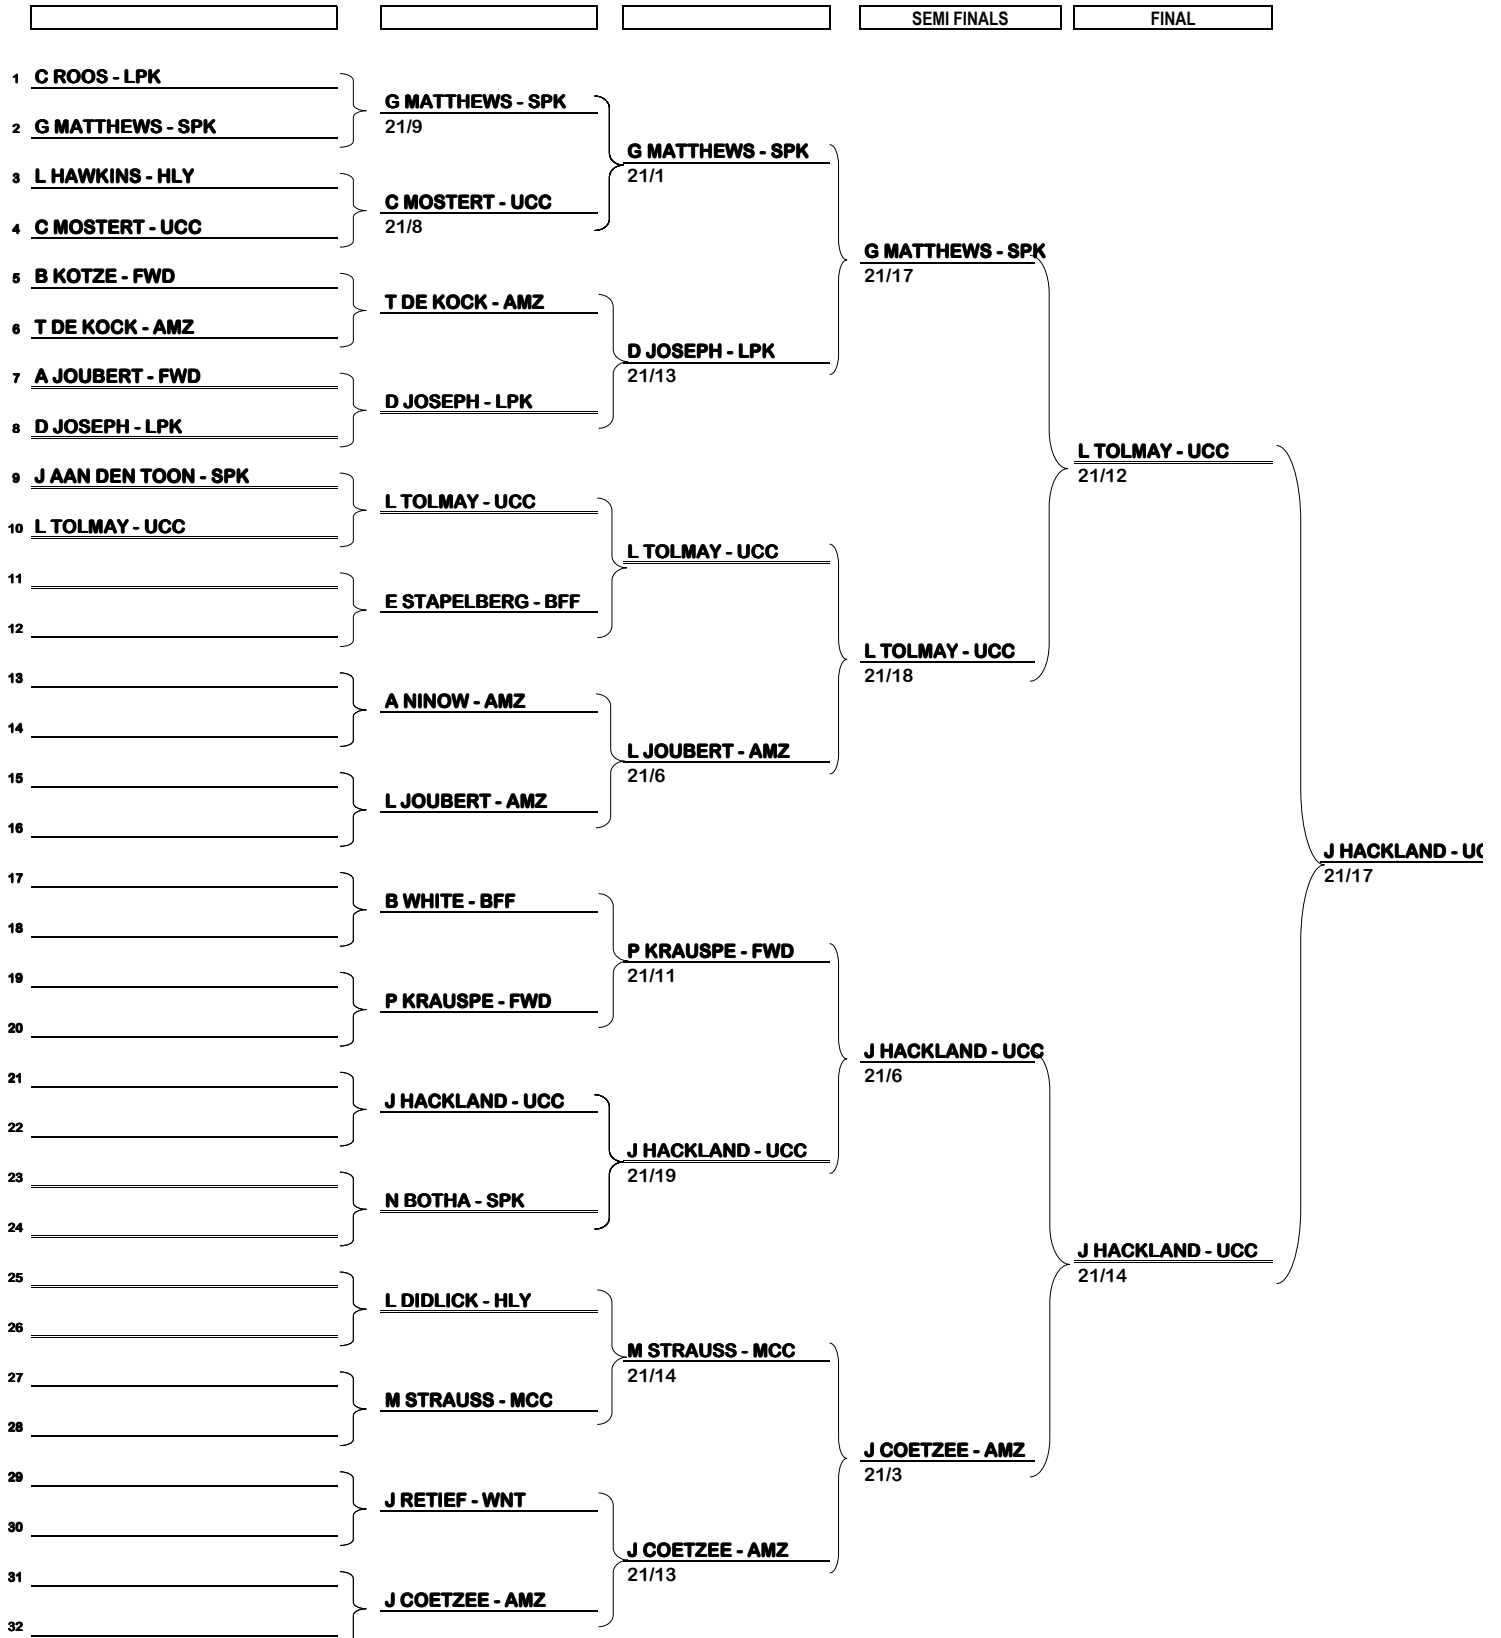 SEMI FINALS
FINAL
1 C ROOS - LPK
2 G MATTHEWS - SPK
3 L HAWKINS - HLY
4 C MOSTERT - UCC
5 B KOTZE - FWD
6 T DE KOCK - AMZ
7 A JOUBERT - FWD
8 D JOSEPH - LPK
9 J AAN DEN TOON - SPK
10 L TOLMAY - UCC
11
12
13
14
15
16
17
18
19
20
21
22
23
24
25
26
27
28
29
30
31
32
G MATTHEWS - SPK
21/9
C MOSTERT - UCC
21/8
T DE KOCK - AMZ
D JOSEPH - LPK
L TOLMAY - UCC
E STAPELBERG - BFF
A NINOW - AMZ
L JOUBERT - AMZ
B WHITE - BFF
P KRAUSPE - FWD
J HACKLAND - UCC
N BOTHA - SPK
L DIDLICK - HLY
M STRAUSS - MCC
J RETIEF - WNT
J COETZEE - AMZ
G MATTHEWS - SPK
21/1
D JOSEPH - LPK
21/13
L TOLMAY - UCC
L JOUBERT - AMZ
21/6
P KRAUSPE - FWD
21/11
J HACKLAND - UCC
21/19
M STRAUSS - MCC
21/14
J COETZEE - AMZ
21/13
G MATTHEWS - SPK
21/17
L TOLMAY - UCC
21/18
J HACKLAND - UCC
21/6
J COETZEE - AMZ
21/3
L TOLMAY - UCC
21/12
J HACKLAND - UCC
21/14
J HACKLAND -
21/17